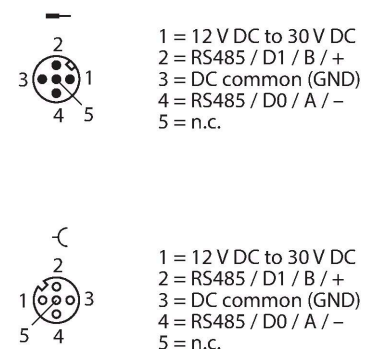 2
3 1
4 5
1 = 12 V DC to 30 V DC
2 = RS485 / D1 / B / +
3 = DC common (GND)
4 = RS485 / D0 / A / –
5 = n.c.
2
1 3
5 4
1 = 12 V DC to 30 V DC
2 = RS485 / D1 / B / +
3 = DC common (GND)
4 = RS485 / D0 / A / –
5 = n.c.